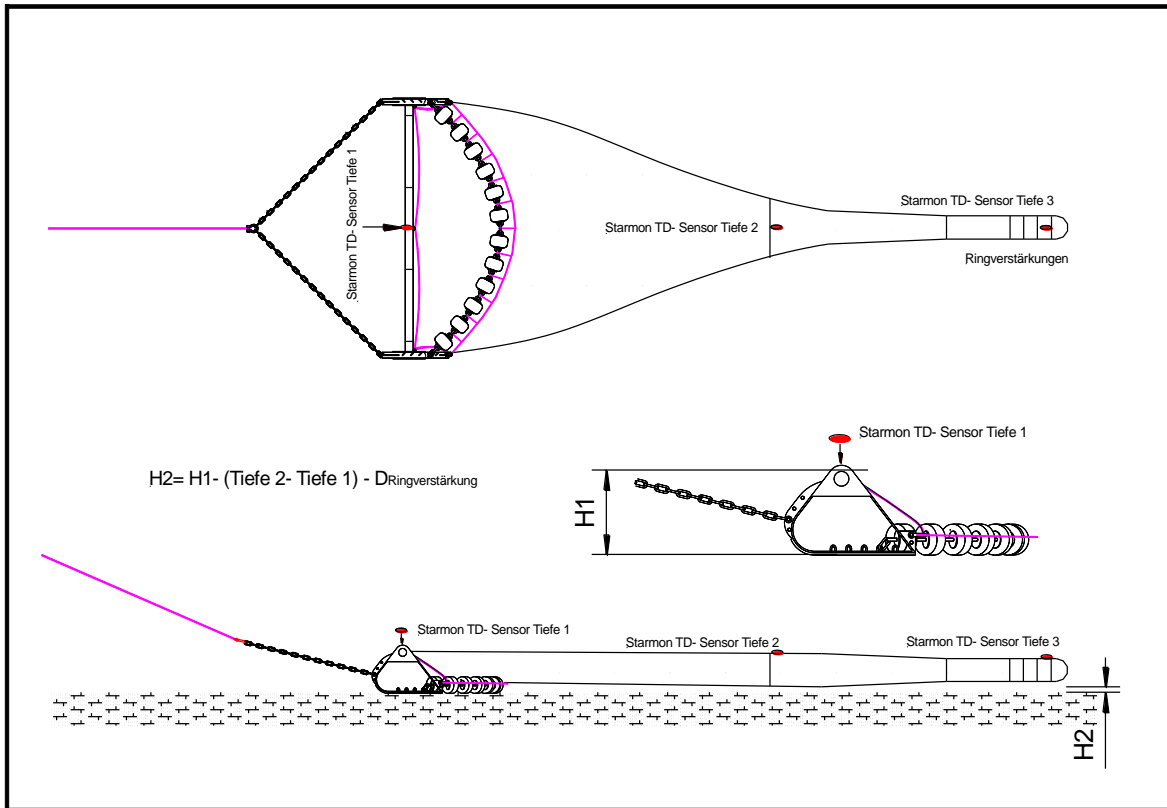 Starmon TD- Sensor Tiefe 1
Starmon TD- Sensor Tiefe 2
Starmon TD- Sensor Tiefe 3
Ringverstärkungen
Starmon TD- Sensor Tiefe 1
H2= H1- (Tiefe 2- Tiefe 1) - DRingverstärkung
H1
Starmon TD- Sensor Tiefe 1
Starmon TD- Sensor Tiefe 2
Starmon TD- Sensor Tiefe 3
H2